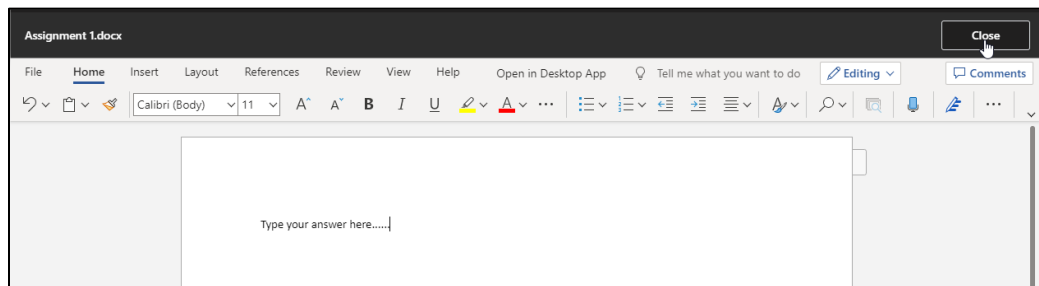 Assignment 1.docx
Close
File Home Insert Layout References Review View Help Open in Desktop App Tell me what you want to do Editing Comments
Calibri (Body) 11 A A B I U A
Type your answer here......